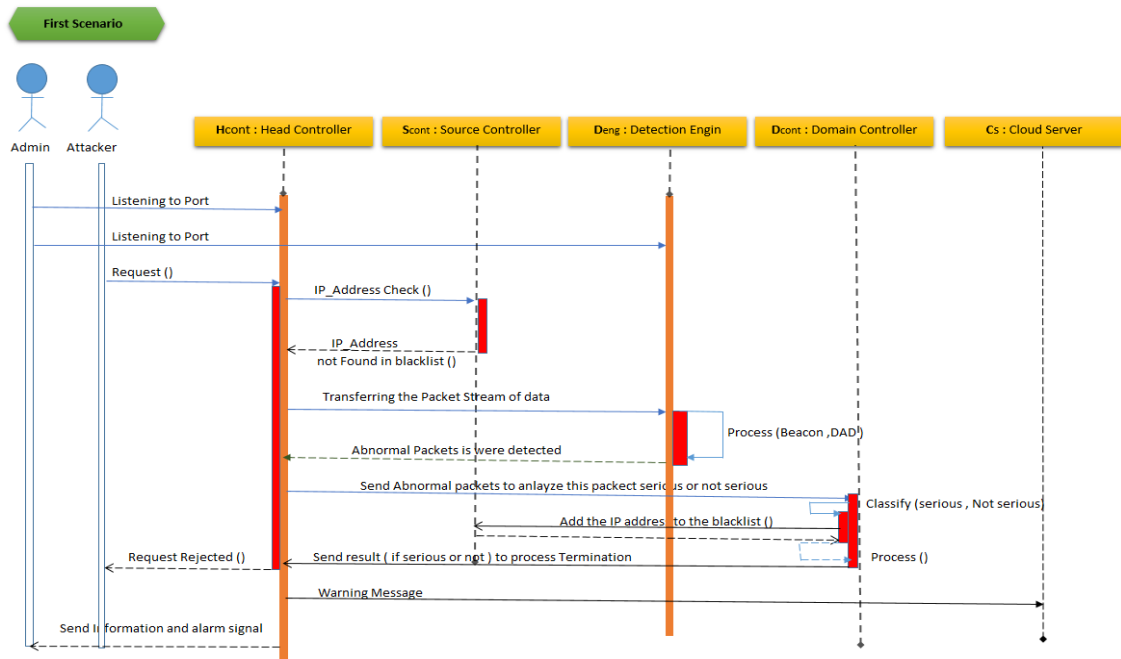 First Scenario
Admin
Attacker
Hcont : Head Controller
Scont : Source Controller
Deng : Detection Engin
Dcont : Domain Controller
Cs : Cloud Server
Listening to Port
Listening to Port
Request ()
IP_Address Check ()
IP_Address
not Found in blacklist ()
Transferring the Packet Stream of data
Process (Beacon ,DAD )
Abnormal Packets is were detected
Send Abnormal packets to anlayze this packect serious or not serious
Classify (serious , Not serious)
Add the IP address to the blacklist ()
Request Rejected ()
Send result ( if serious or not ) to process Termination
Process ()
Warning Message
Send Information and alarm signal